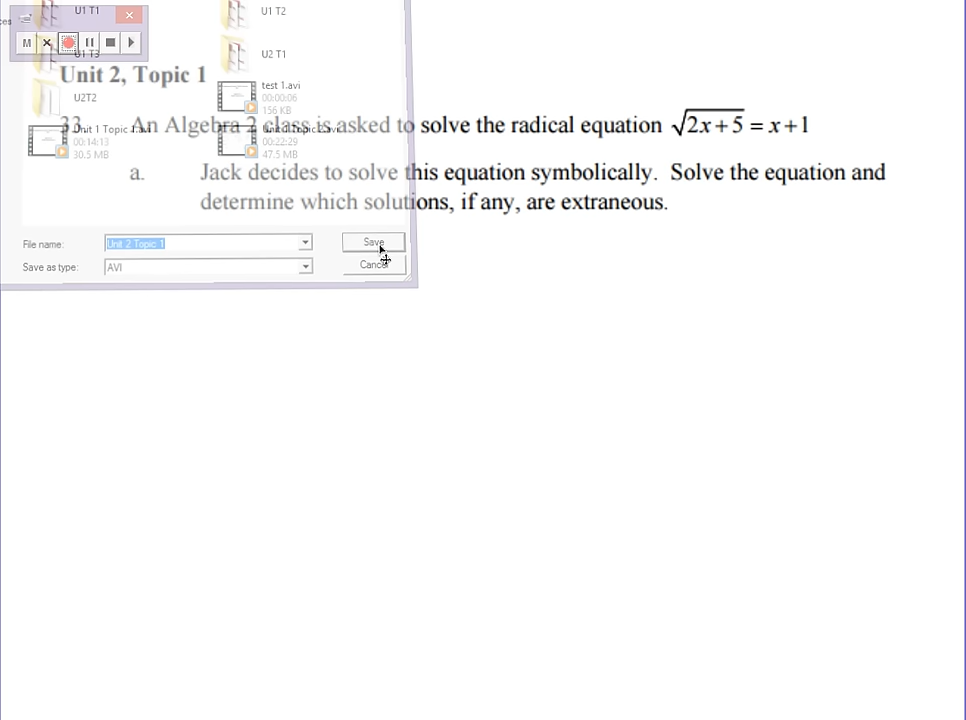 U1 T1
U1 T2
M
U1 T3
U2 T1
Unit 2, Topic 1
test 1.avi
00:00:06
156 KB
U2T2
33. An Algebra 2 class is asked to solve the radical equation √2x+5 = x+1
Unit 1 Topic 1.avi
00:14:13
30.5 MB
00:22:29
47.5 MB
a. Jack decides to solve this equation symbolically. Solve the equation and
determine which solutions, if any, are extraneous.
File name: Unit 2 Topic 1
Save
Save as type: AVI
Cancel